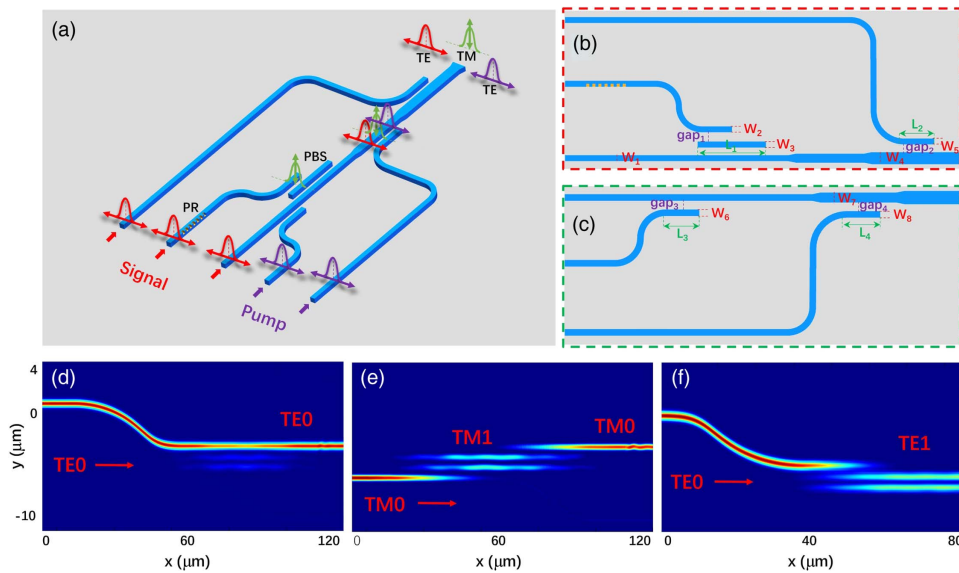 (a)
TE
TM
TE
PBS
PR
Signal
Pump
(b)
W1
gap1
W2
L1
W3
L2
gap2
W5
W4
(c)
gap3
L3
W6
W7
gap4
L4
W8
(d)
TE0
TE0
4
0
-10
y (μm)
0
60
120
x (μm)
(e)
TM1
TM0
TM0
0
60
120
x (μm)
(f)
TE1
TE0
0
40
80
x (μm)